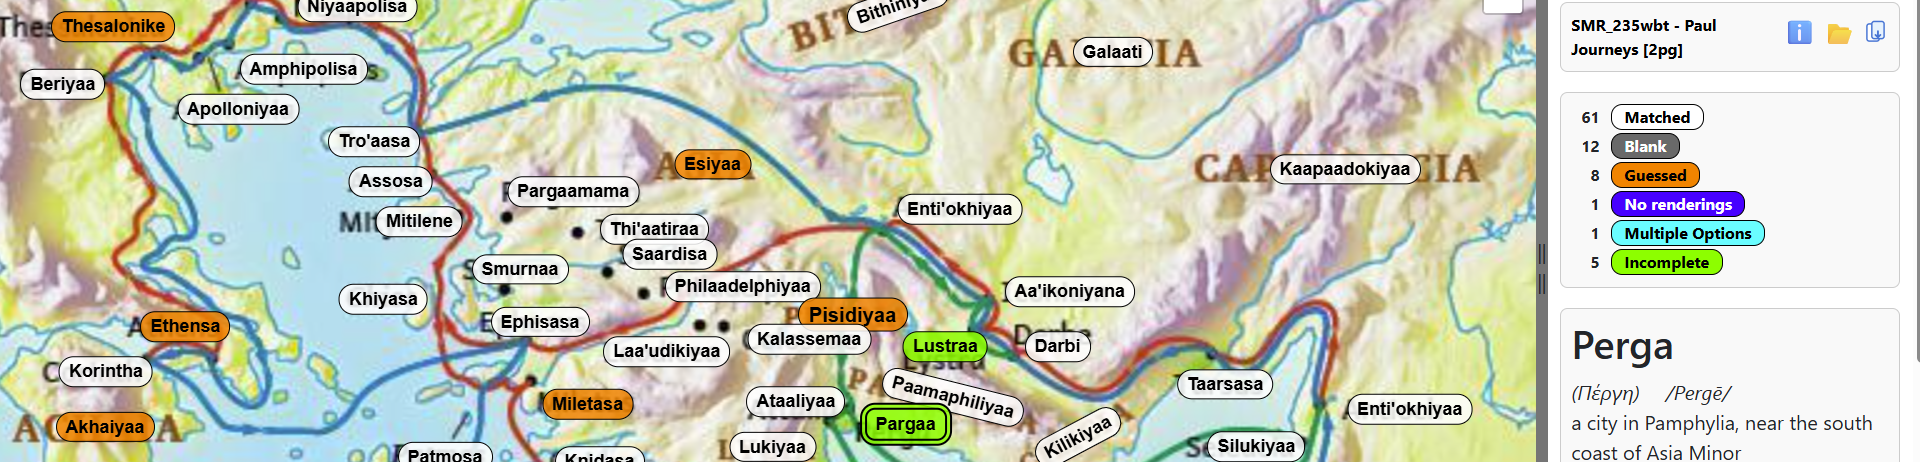 Thesalonike
Niyaapolisa
Bithiniy
Galaati
GALATIA
Beriyaa
Amphipolisa
Apolloniyaa
Tro'aasa
Assosa
Esiyaa
Kaapaadokiyaa
Pargaamama
Mitilene
Enti'okhiyaa
Thi'aatiraa
Saardisa
Smurnaa
Philaadelphiyaa
Aa'ikoniyana
Khiyasa
Pisidiyaa
Ethensa
Ephisasa
Kalassemaa
Lustraa
Darbi
Laa'udikiyaa
Korintha
Taarsasa
Paamaphiliyaa
Miletasa
Ataaliyaa
Enti'okhiyaa
Akhaiyaa
Pargaa
Kilikiyaa
Lukiyaa
Silukiyaa
Patmosa
Knidasa
SMR_235wbt - Paul
Journeys [2pg]
61 Matched
12 Blank
8 Guessed
1 No renderings
1 Multiple Options
5 Incomplete
Perga
(Πέργη) /Pergē/
a city in Pamphylia, near the south
coast of Asia Minor